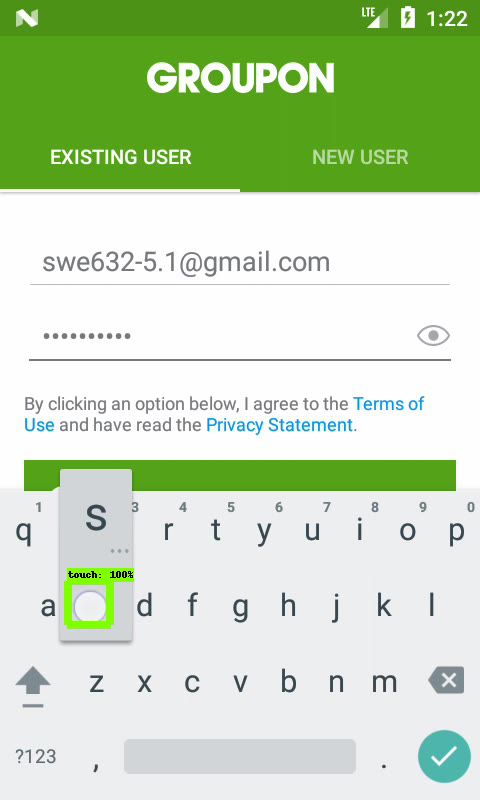 LTE 1:22
GROUPON
EXISTING USER NEW USER
swe632-5.1@gmail.com
••••••••••
By clicking an option below, I agree to the Terms of
Use and have read the Privacy Statement.
1 3 4 5 6 7 8 9 0
q s r t y u i o p
...
touch: 100%
a d f g h j k l
z x c v b n m
?123 , .